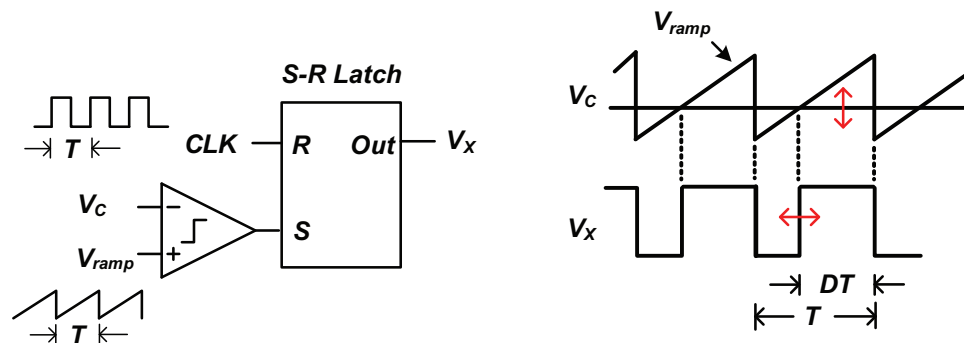 S-R Latch
T
CLK
R
Out
V_X
V_C
−
V_ramp
+
S
T
V_ramp
V_C
V_X
DT
T